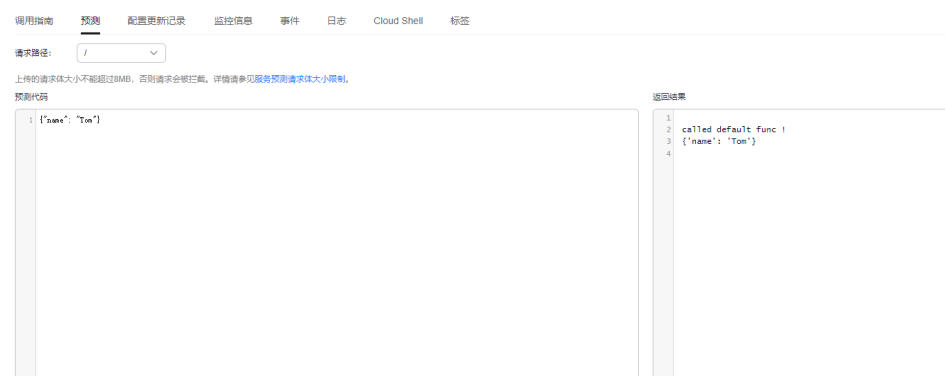 调用指南 预测 配置更新记录 监控信息 事件 日志 Cloud Shell 标签
请求路径： /
上传的请求体大小不能超过8MB，否则请求会被拦截。详情请参见服务预测请求体大小限制。
预测代码 返回结果
1 {"name": "Tom"}
1
2 called default func !
3 {'name': 'Tom'}
4